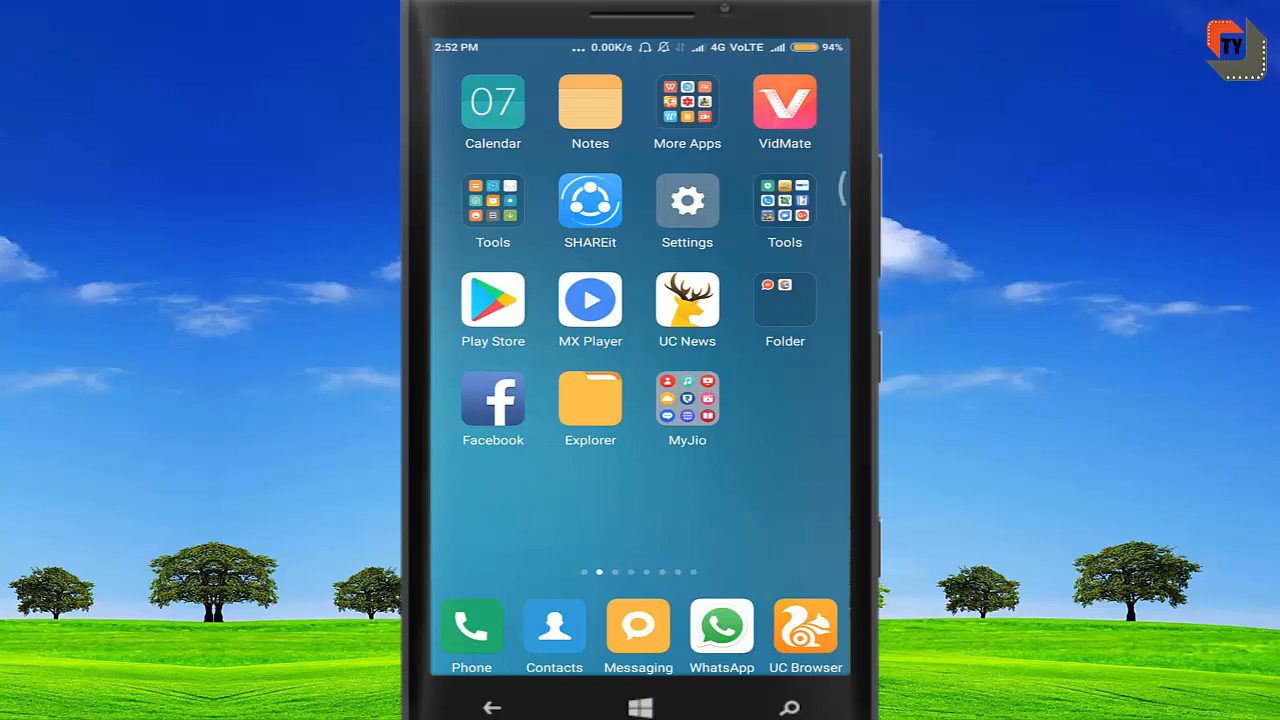 TY
2:52 PM ... 0.00K/s 4G VoLTE 94%
07
Calendar Notes More Apps VidMate
Tools SHAREit Settings Tools
Play Store MX Player UC News Folder
Facebook Explorer MyJio
Phone Contacts Messaging WhatsApp UC Browser